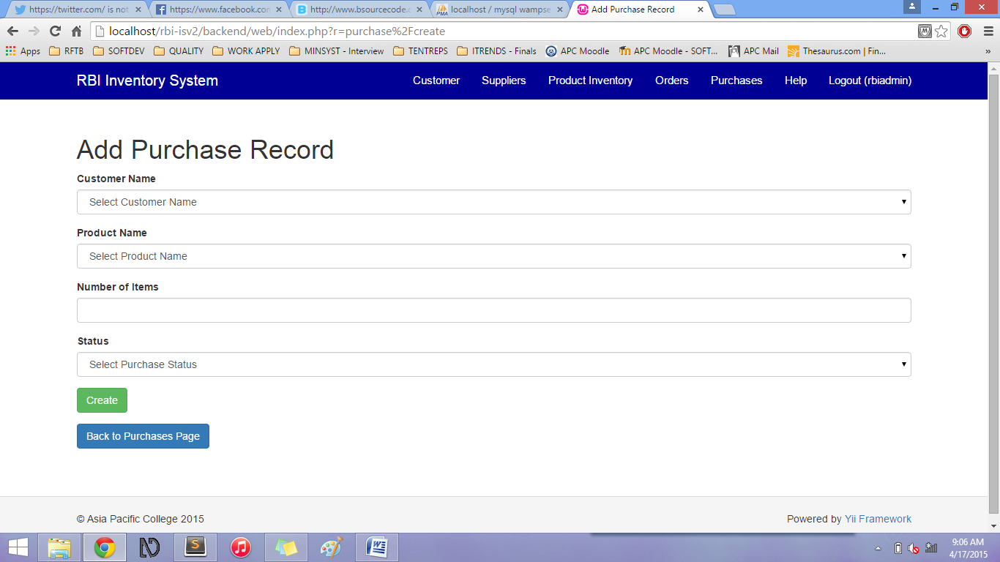 https://twitter.com/ is not
https://www.facebook.con
http://www.bsourcecode.c
localhost / mysql wampse
Add Purchase Record
localhost/rbi-isv2/backend/web/index.php?r=purchase%2Fcreate
Apps RFTB SOFTDEV QUALITY WORK APPLY MINSYST - Interview TENTREPS ITRENDS - Finals APC Moodle APC Moodle - SOFT... APC Mail Thesaurus.com | Fin... »
RBI Inventory System Customer Suppliers Product Inventory Orders Purchases Help Logout (rbiadmin)
Add Purchase Record
Customer Name
Select Customer Name
Product Name
Select Product Name
Number of Items
Status
Select Purchase Status
Create
Back to Purchases Page
© Asia Pacific College 2015 Powered by Yii Framework
9:06 AM
4/17/2015